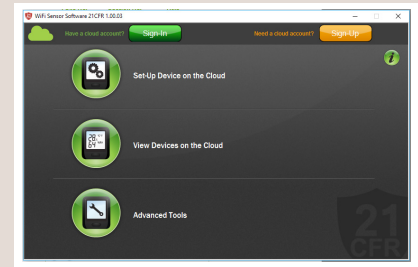 WiFi Sensor Software 21CFR 1.00.03
Have a cloud account? Sign-In
Need a cloud account? Sign-Up
Set-Up Device on the Cloud
View Devices on the Cloud
Advanced Tools
21
CFR